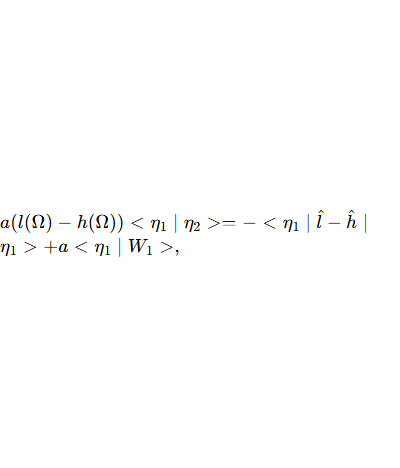 a(l(Ω) − h(Ω)) < η₁ | η₂ >= − < η₁ | l̂ − ĥ |
η₁ > +a < η₁ | W₁ >,